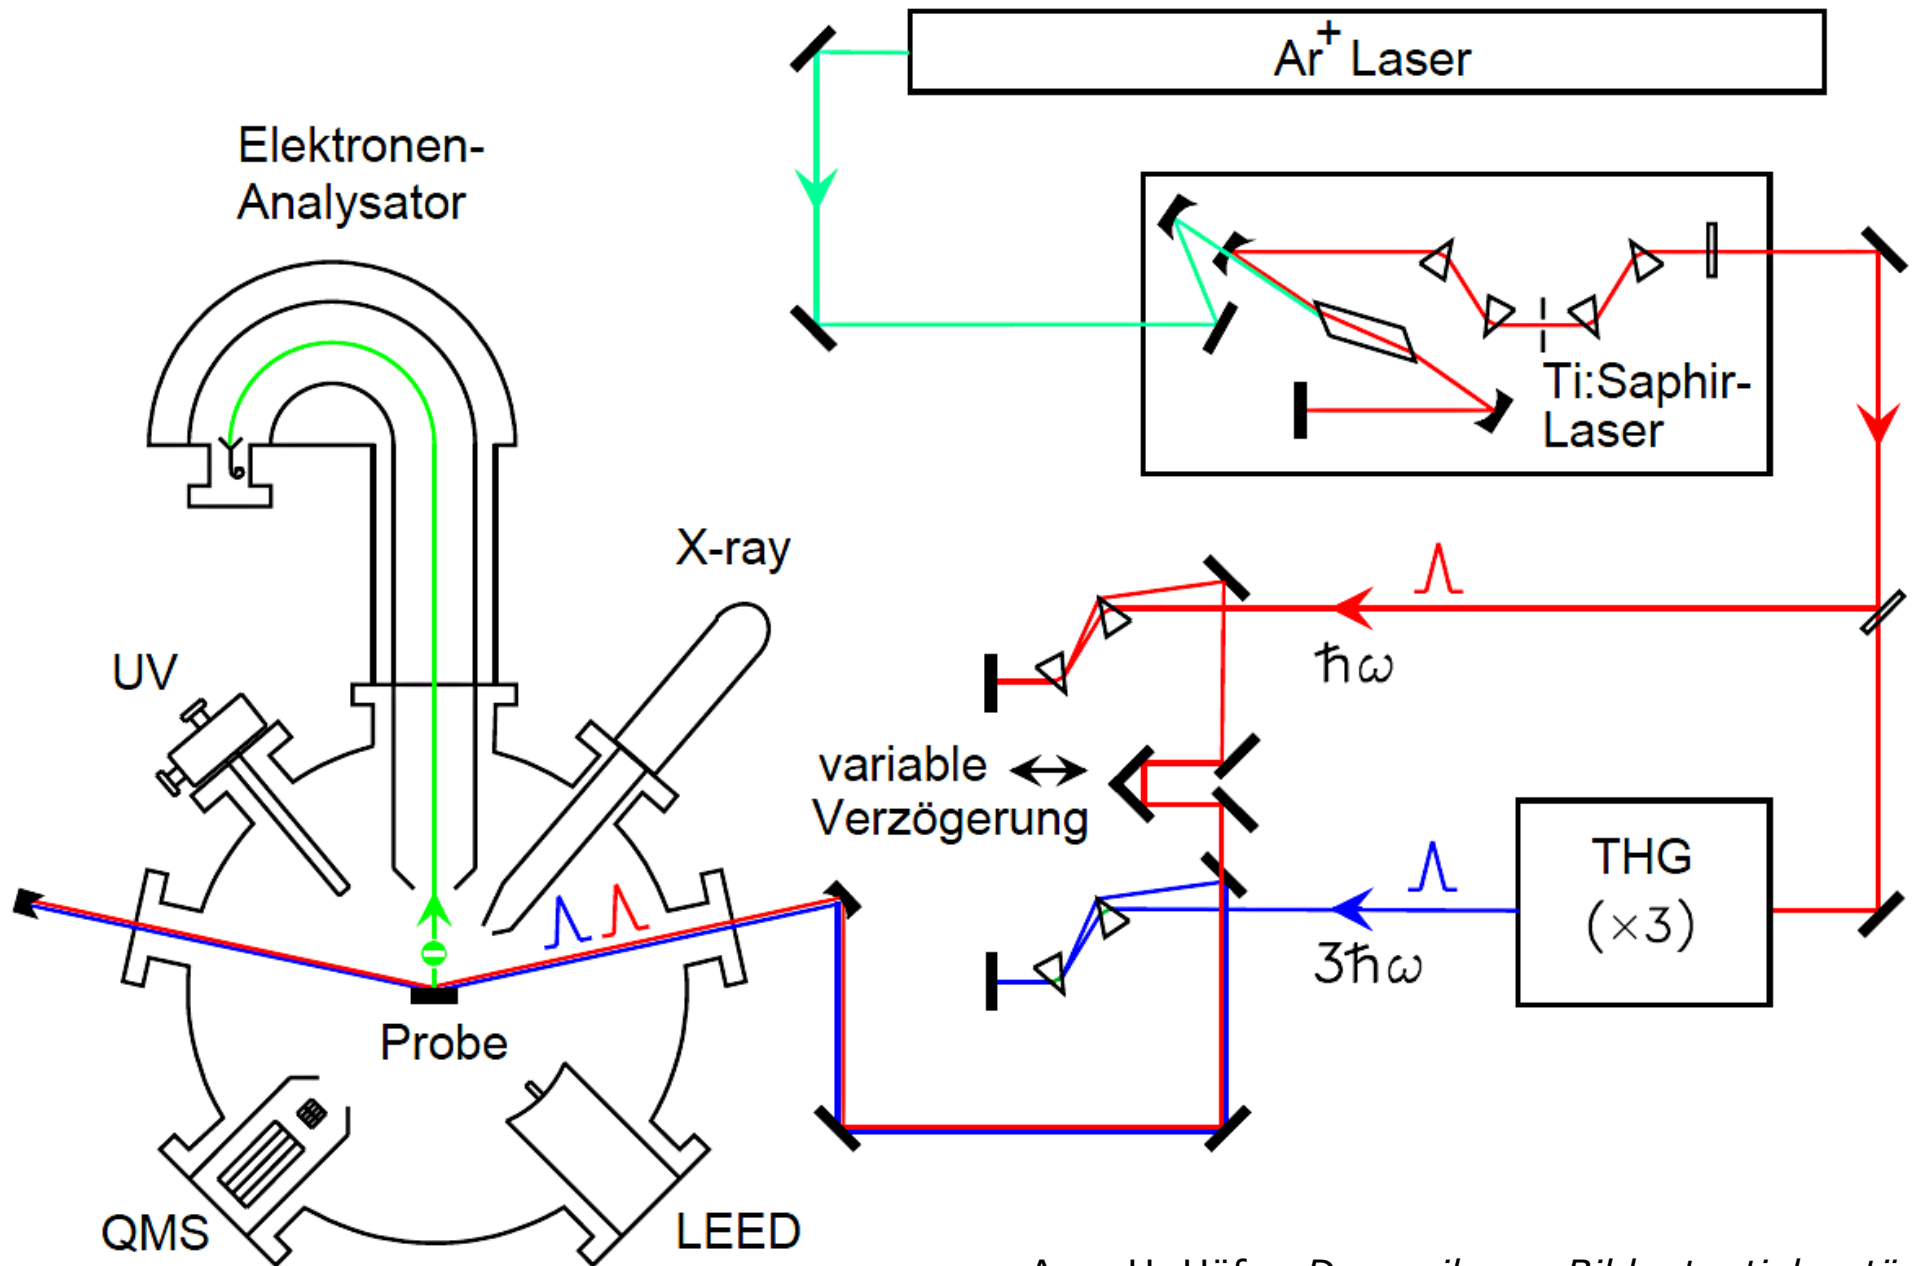 Ar+ Laser
Elektronen-
Analysator
Ti:Saphir-
Laser
X-ray
UV
ħω
variable
Verzögerung
THG
(×3)
3ħω
Probe
QMS
LEED